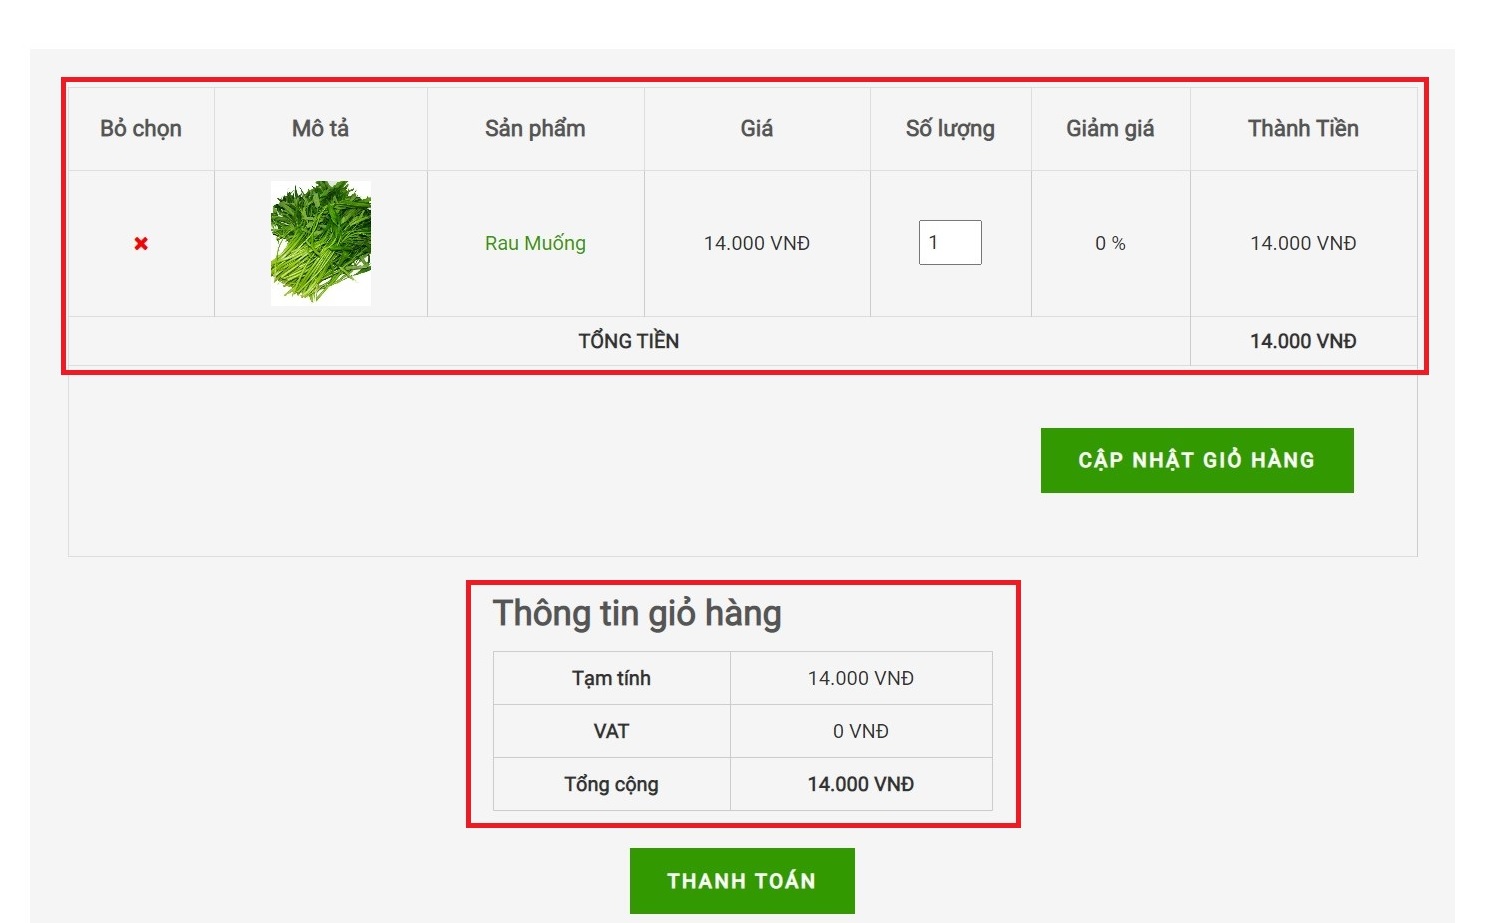 Bỏ chọn Mô tả Sản phẩm Giá Số lượng Giảm giá Thành Tiền
Rau Muống 14.000 VNĐ 1 0 % 14.000 VNĐ
TỔNG TIỀN 14.000 VNĐ
CẬP NHẬT GIỎ HÀNG
Thông tin giỏ hàng
Tạm tính 14.000 VNĐ
VAT 0 VNĐ
Tổng cộng 14.000 VNĐ
THANH TOÁN